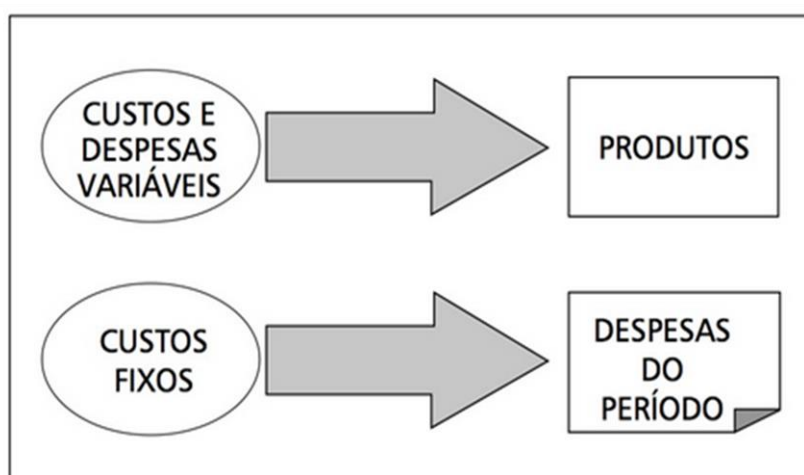 CUSTOS E
DESPESAS
VARIÁVEIS
PRODUTOS
CUSTOS
FIXOS
DESPESAS
DO
PERÍODO